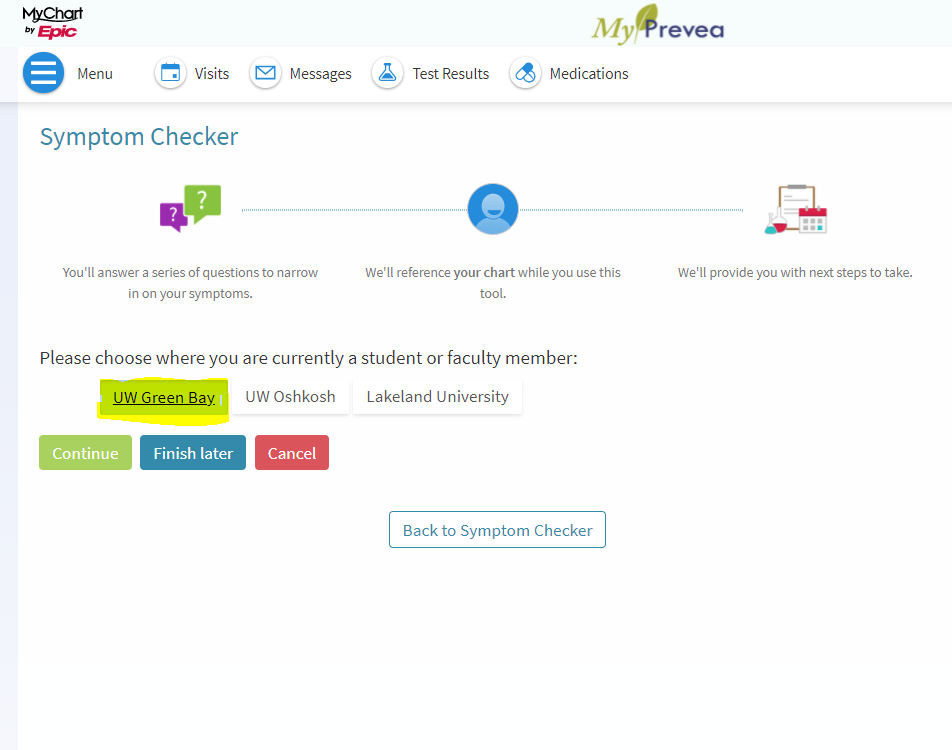 MyChart
by Epic
MyPrevea
Menu
Visits
Messages
Test Results
Medications
Symptom Checker
?
?
You'll answer a series of questions to narrow
in on your symptoms.
We'll reference your chart while you use this
tool.
We'll provide you with next steps to take.
Please choose where you are currently a student or faculty member:
UW Green Bay
UW Oshkosh
Lakeland University
Continue
Finish later
Cancel
Back to Symptom Checker